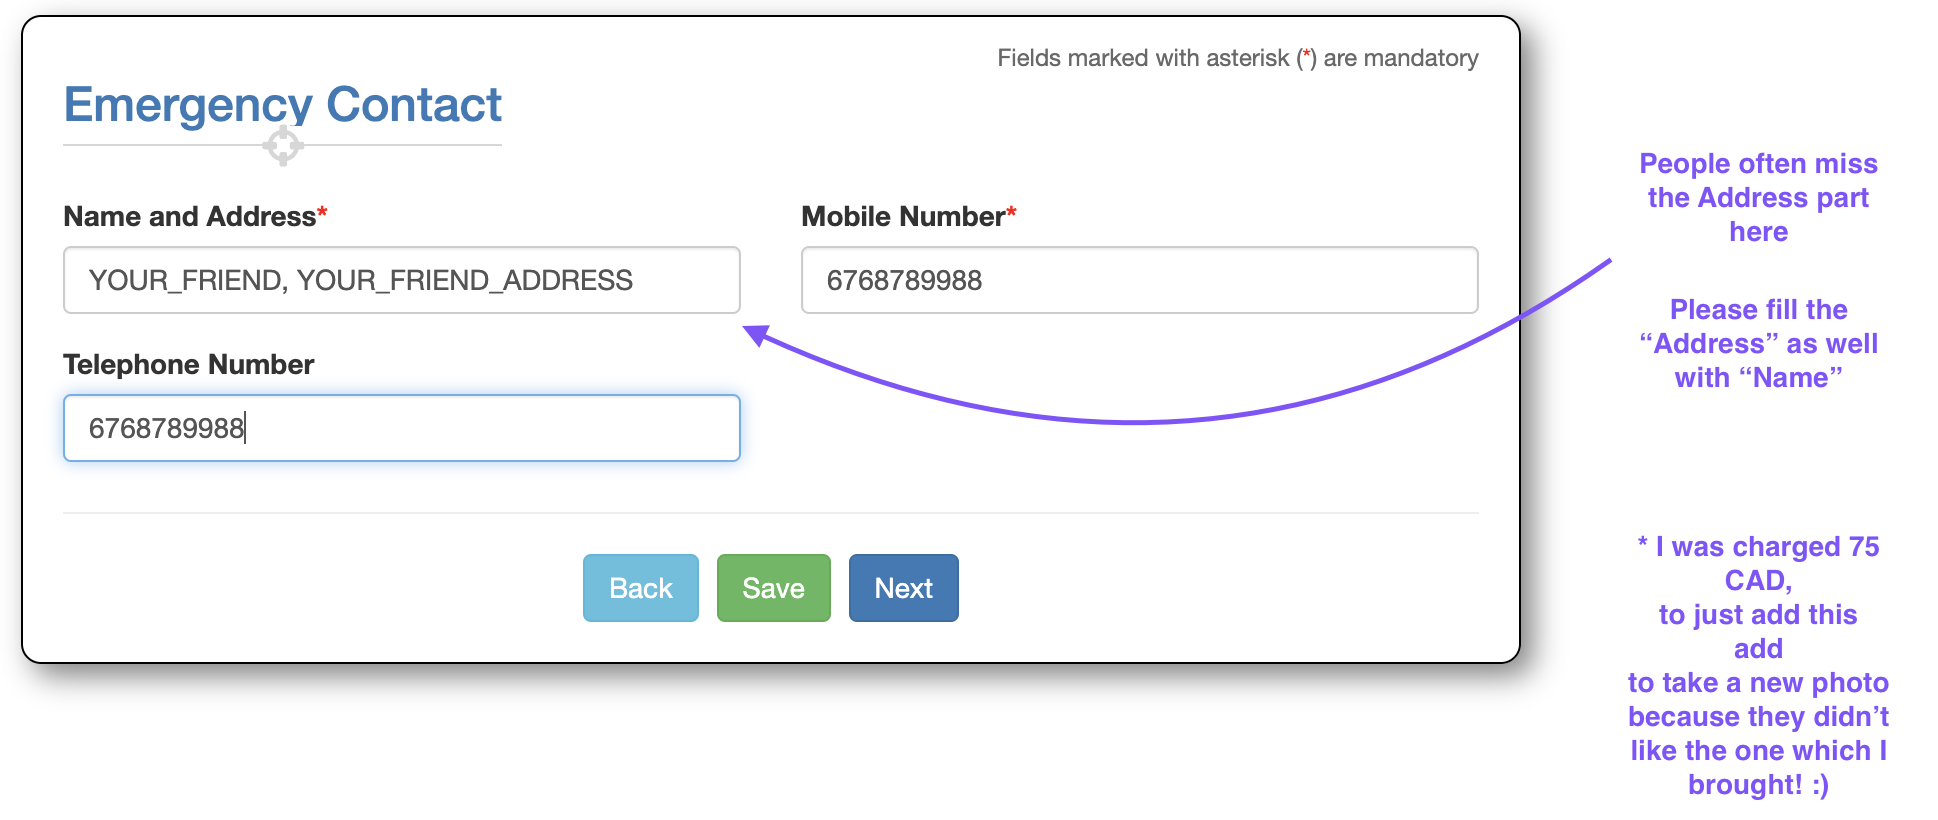 Fields marked with asterisk (*) are mandatory
Emergency Contact
Name and Address*
Mobile Number*
YOUR_FRIEND, YOUR_FRIEND_ADDRESS
6768789988
Telephone Number
6768789988
Back
Save
Next
People often miss
the Address part
here
Please fill the
“Address” as well
with “Name”
* I was charged 75
CAD,
to just add this
add
to take a new photo
because they didn’t
like the one which I
brought! :)